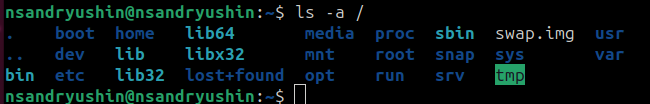 nsandryushin@nsandryushin:~$ ls -a /
.    boot  home   lib64       media  proc  sbin  swap.img  usr
..   dev   lib    libx32      mnt    root  snap  sys       var
bin  etc   lib32  lost+found  opt    run   srv   tmp
nsandryushin@nsandryushin:~$